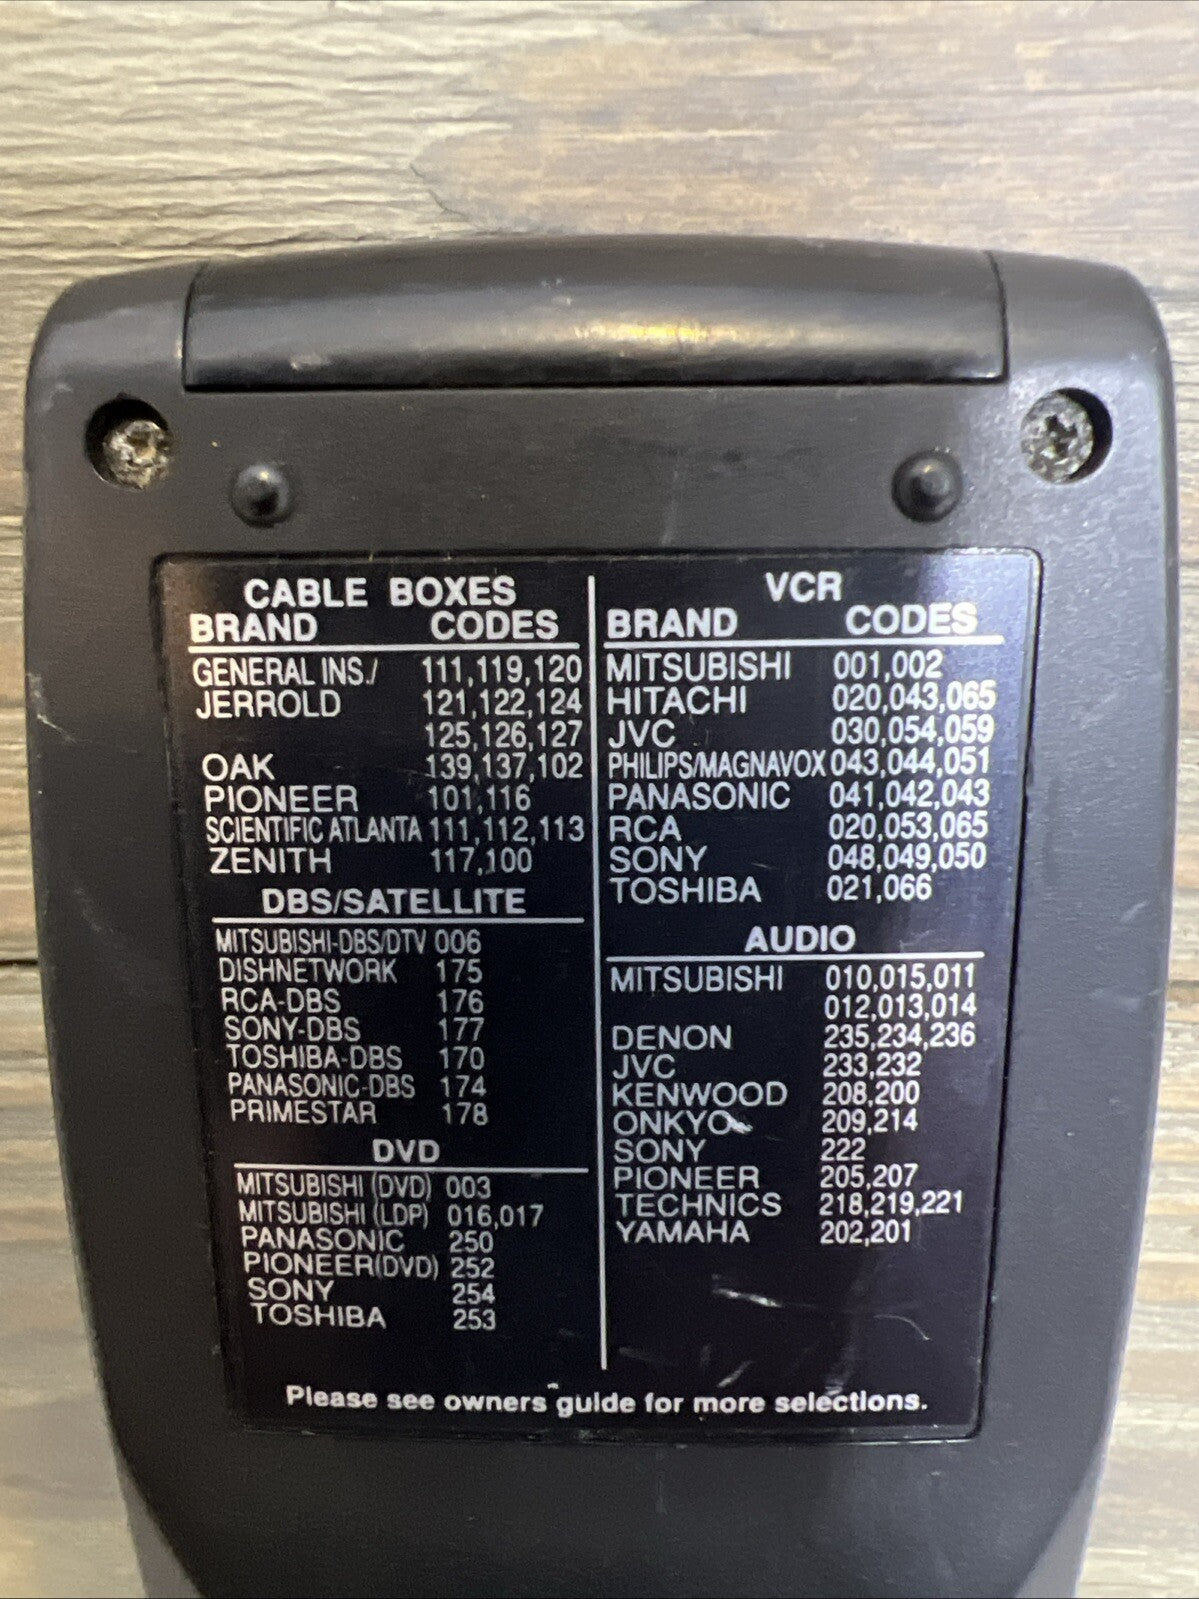 CABLE BOXES
BRAND CODES
GENERAL INS./ 111,119,120
JERROLD 121,122,124
125,126,127
OAK 139,137,102
PIONEER 101,116
SCIENTIFIC ATLANTA 111,112,113
ZENITH 117,100
DBS/SATELLITE
MITSUBISHI-DBS/DTV 006
DISHNETWORK 175
RCA-DBS 176
SONY-DBS 177
TOSHIBA-DBS 170
PANASONIC-DBS 174
PRIMESTAR 178
DVD
MITSUBISHI (DVD) 003
MITSUBISHI (LDP) 016,017
PANASONIC 250
PIONEER(DVD) 252
SONY 254
TOSHIBA 253
VCR
BRAND CODES
MITSUBISHI 001,002
HITACHI 020,043,065
JVC 030,054,059
PHILIPS/MAGNAVOX 043,044,051
PANASONIC 041,042,043
RCA 020,053,065
SONY 048,049,050
TOSHIBA 021,066
AUDIO
MITSUBISHI 010,015,011
012,013,014
DENON 235,234,236
JVC 233,232
KENWOOD 208,200
ONKYO 209,214
SONY 222
PIONEER 205,207
TECHNICS 218,219,221
YAMAHA 202,201
Please see owners guide for more selections.